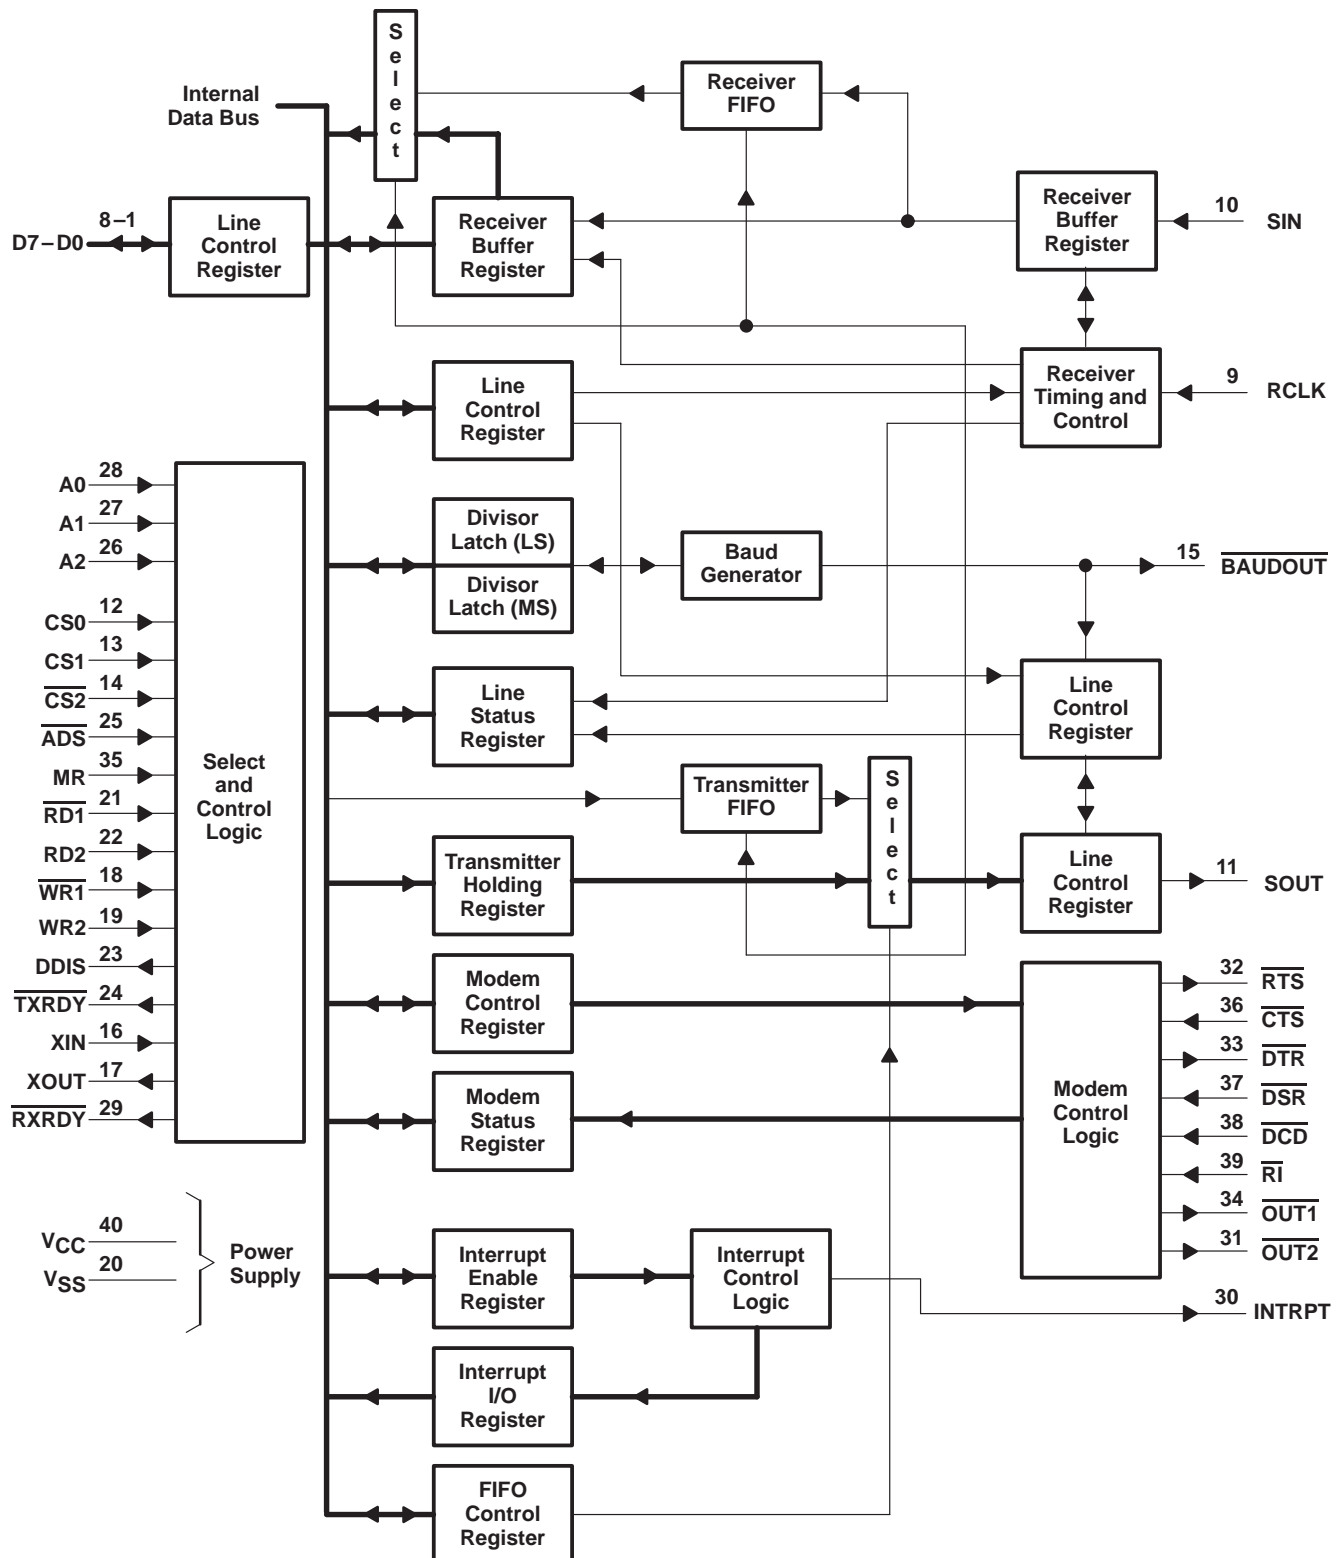 S
e
l
e
c
t
Internal
Data Bus
Receiver
FIFO
8–1
D7–D0
Line
Control
Register
Receiver
Buffer
Register
Receiver
Buffer
Register
10
SIN
Line
Control
Register
Receiver
Timing and
Control
9
RCLK
A0 28
A1 27
A2 26
CS0 12
CS1 13
CS2 14
ADS 25
MR 35
RD1 21
RD2 22
WR1 18
WR2 19
DDIS 23
TXRDY 24
XIN 16
XOUT 17
RXRDY 29
Select
and
Control
Logic
Divisor
Latch (LS)
Divisor
Latch (MS)
Baud
Generator
15
BAUDOUT
Line
Status
Register
Line
Control
Register
Transmitter
FIFO
S
e
l
e
c
t
Transmitter
Holding
Register
Line
Control
Register
11
SOUT
Modem
Control
Register
Modem
Status
Register
Modem
Control
Logic
32 RTS
36 CTS
33 DTR
37 DSR
38 DCD
39 RI
34 OUT1
31 OUT2
VCC 40
VSS 20
Power
Supply
Interrupt
Enable
Register
Interrupt
Control
Logic
30
INTRPT
Interrupt
I/O
Register
FIFO
Control
Register